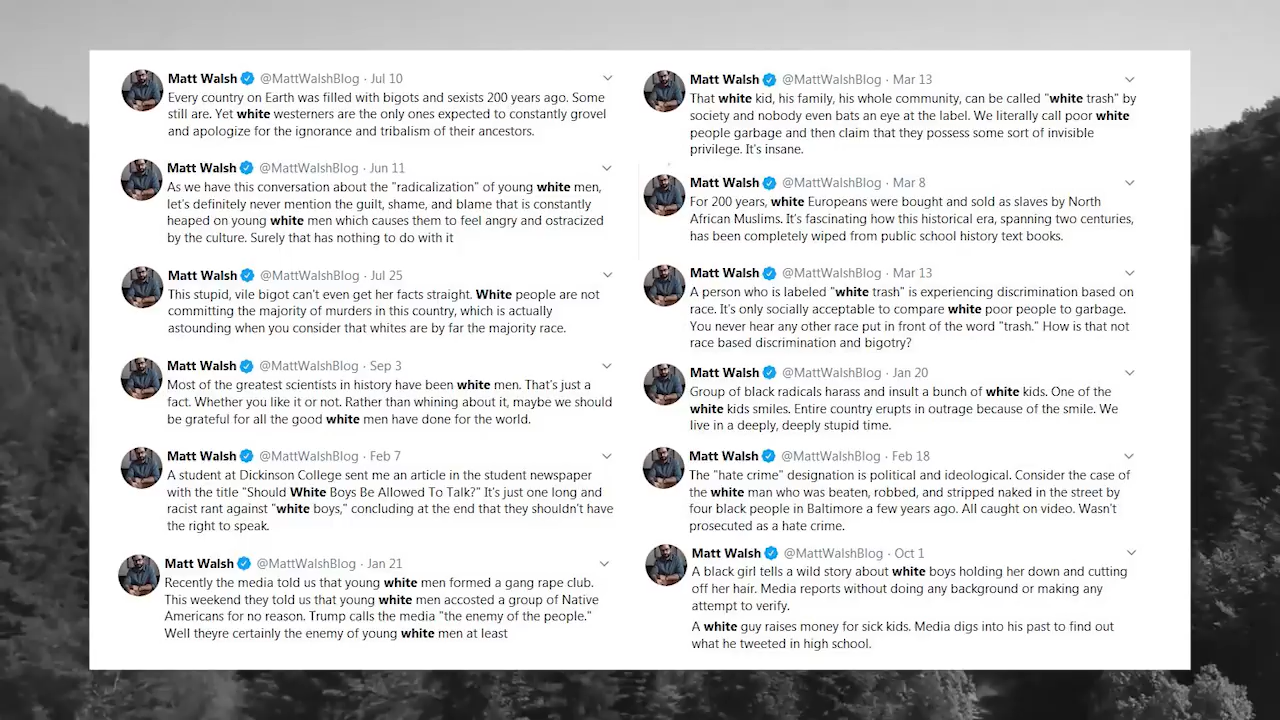 Matt Walsh @MattWalshBlog · Jul 10
Every country on Earth was filled with bigots and sexists 200 years ago. Some
still are. Yet white westerners are the only ones expected to constantly grovel
and apologize for the ignorance and tribalism of their ancestors.
Matt Walsh @MattWalshBlog · Jun 11
As we have this conversation about the "radicalization" of young white men,
let's definitely never mention the guilt, shame, and blame that is constantly
heaped on young white men which causes them to feel angry and ostracized
by the culture. Surely that has nothing to do with it
Matt Walsh @MattWalshBlog · Jul 25
This stupid, vile bigot can't even get her facts straight. White people are not
committing the majority of murders in this country, which is actually
astounding when you consider that whites are by far the majority race.
Matt Walsh @MattWalshBlog · Sep 3
Most of the greatest scientists in history have been white men. That's just a
fact. Whether you like it or not. Rather than whining about it, maybe we should
be grateful for all the good white men have done for the world.
Matt Walsh @MattWalshBlog · Feb 7
A student at Dickinson College sent me an article in the student newspaper
with the title "Should White Boys Be Allowed To Talk?" It's just one long and
racist rant against "white boys," concluding at the end that they shouldn't have
the right to speak.
Matt Walsh @MattWalshBlog · Jan 21
Recently the media told us that young white men formed a gang rape club.
This weekend they told us that young white men accosted a group of Native
Americans for no reason. Trump calls the media "the enemy of the people."
Well theyre certainly the enemy of young white men at least
Matt Walsh @MattWalshBlog · Mar 13
That white kid, his family, his whole community, can be called "white trash" by
society and nobody even bats an eye at the label. We literally call poor white
people garbage and then claim that they possess some sort of invisible
privilege. It's insane.
Matt Walsh @MattWalshBlog · Mar 8
For 200 years, white Europeans were bought and sold as slaves by North
African Muslims. It's fascinating how this historical era, spanning two centuries,
has been completely wiped from public school history text books.
Matt Walsh @MattWalshBlog · Mar 13
A person who is labeled "white trash" is experiencing discrimination based on
race. It's only socially acceptable to compare white poor people to garbage.
You never hear any other race put in front of the word "trash." How is that not
race based discrimination and bigotry?
Matt Walsh @MattWalshBlog · Jan 20
Group of black radicals harass and insult a bunch of white kids. One of the
white kids smiles. Entire country erupts in outrage because of the smile. We
live in a deeply, deeply stupid time.
Matt Walsh @MattWalshBlog · Feb 18
The "hate crime" designation is political and ideological. Consider the case of
the white man who was beaten, robbed, and stripped naked in the street by
four black people in Baltimore a few years ago. All caught on video. Wasn't
prosecuted as a hate crime.
Matt Walsh @MattWalshBlog · Oct 1
A black girl tells a wild story about white boys holding her down and cutting
off her hair. Media reports without doing any background or making any
attempt to verify.
A white guy raises money for sick kids. Media digs into his past to find out
what he tweeted in high school.